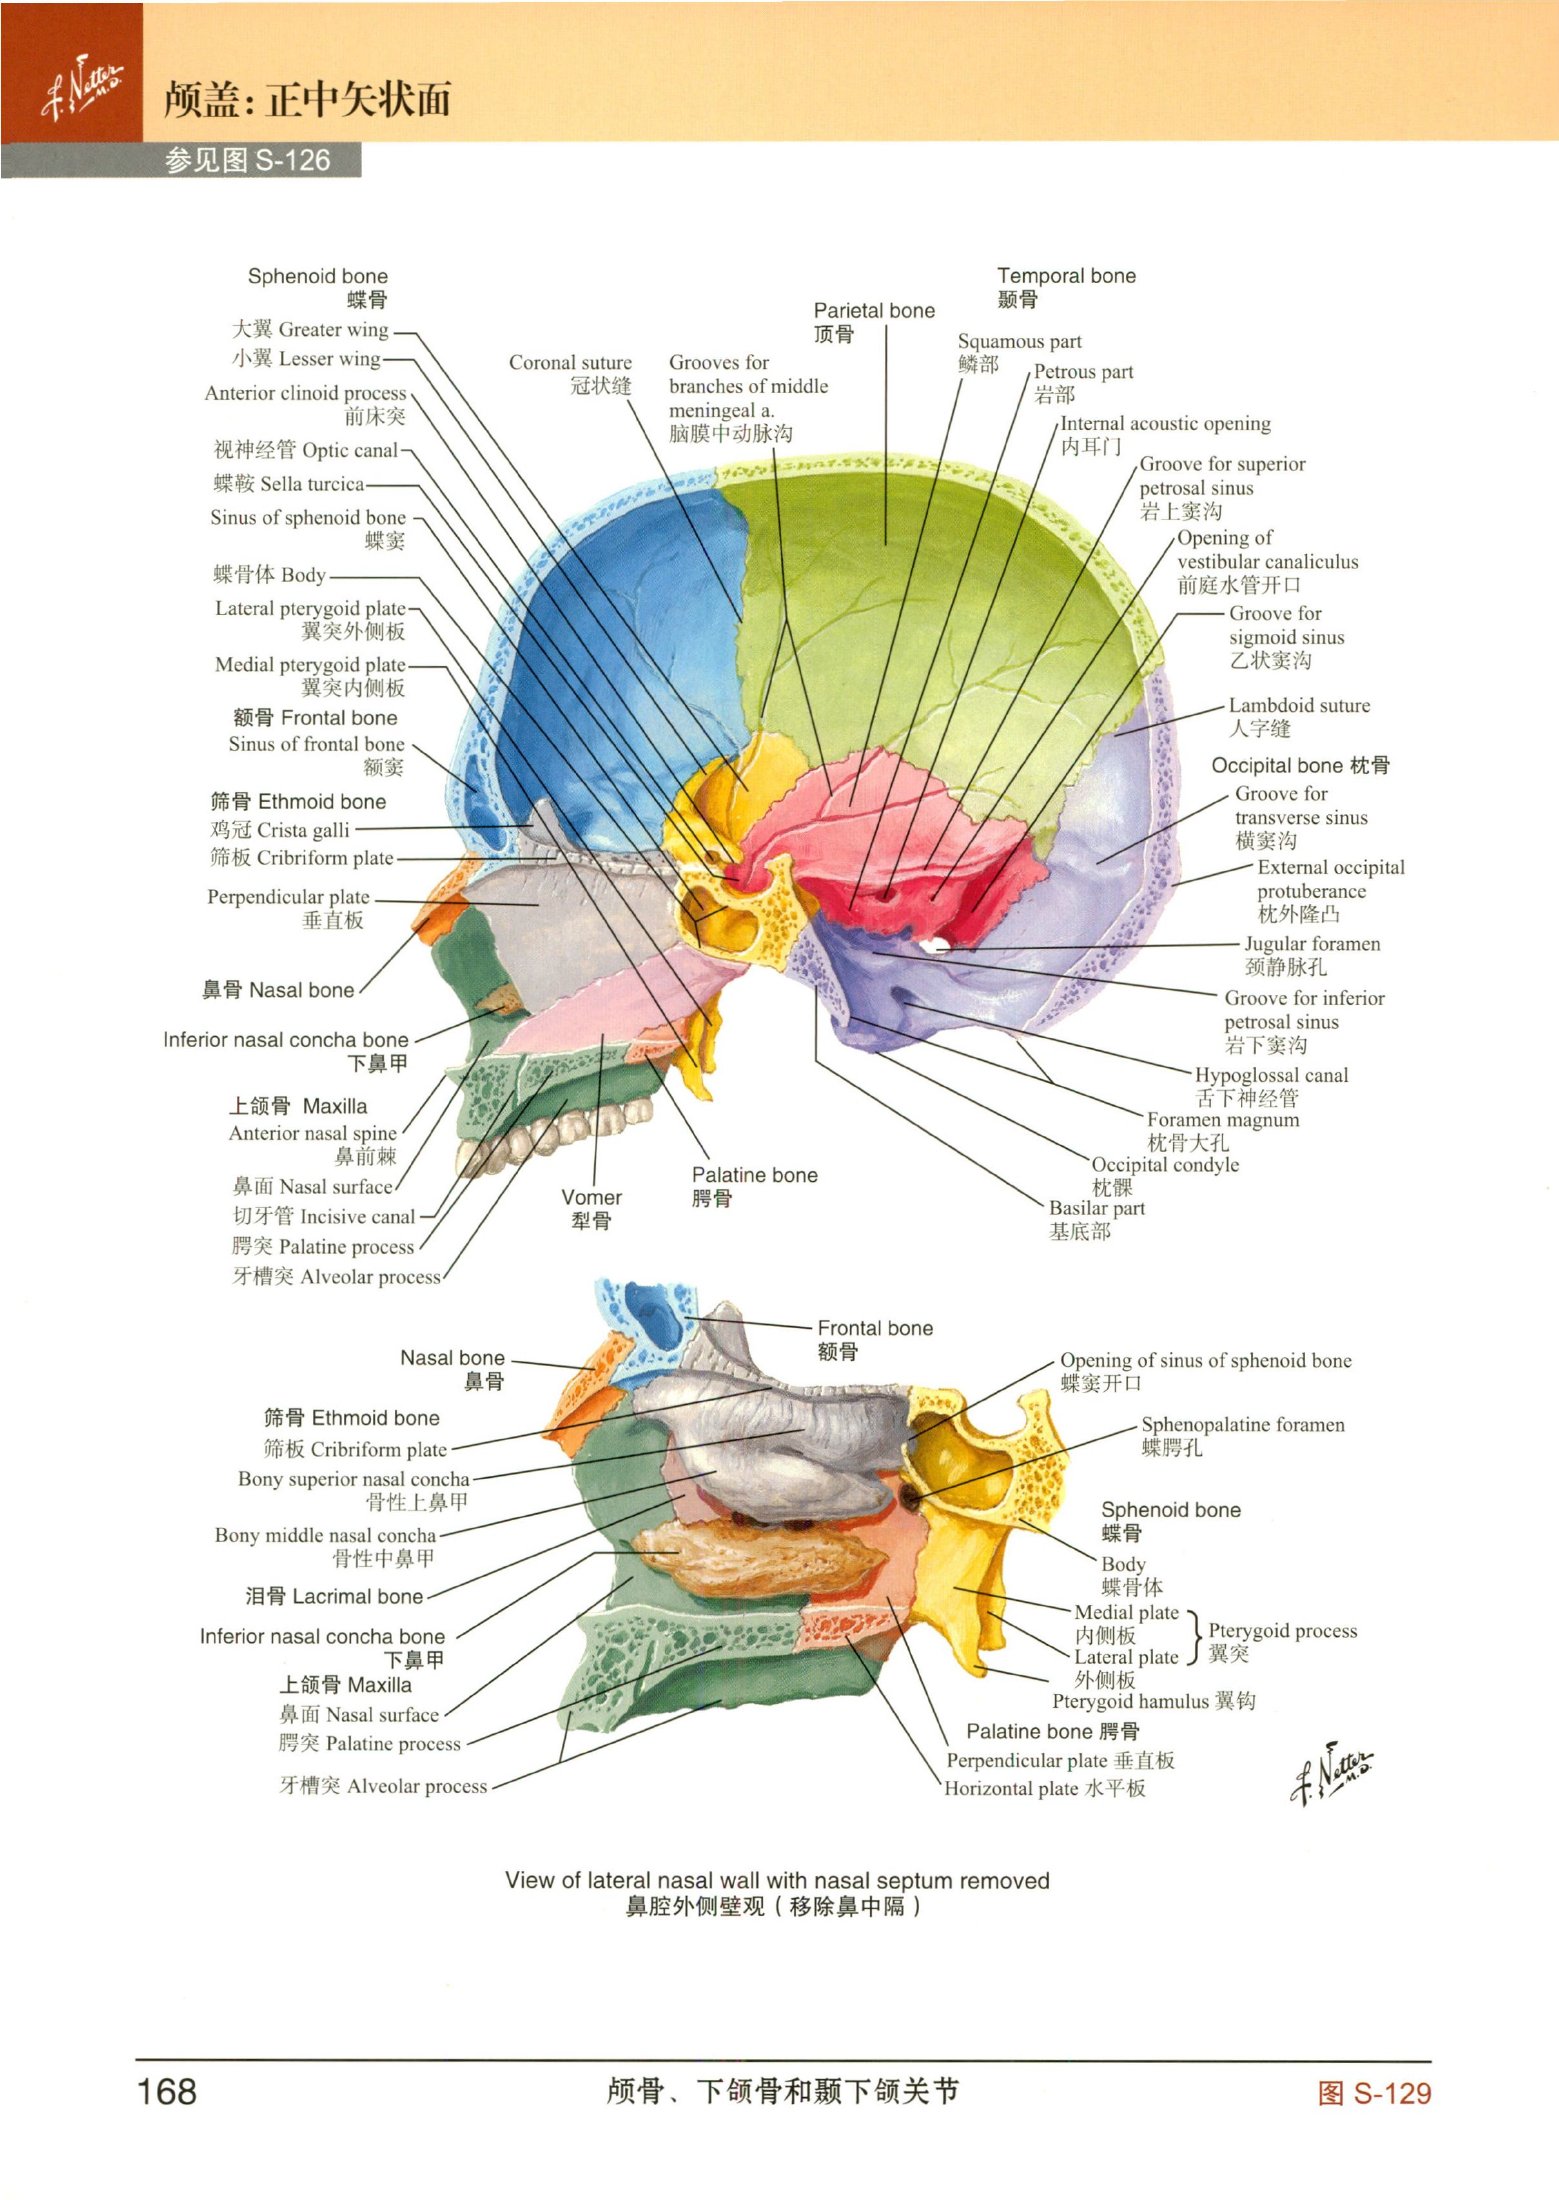 F. Netter M.D.
颅盖：正中矢状面
参见图 S-126
Sphenoid bone
蝶骨
大翼 Greater wing
小翼 Lesser wing
Anterior clinoid process
前床突
视神经管 Optic canal
蝶鞍 Sella turcica
Sinus of sphenoid bone
蝶窦
蝶骨体 Body
Lateral pterygoid plate
翼突外侧板
Medial pterygoid plate
翼突内侧板
额骨 Frontal bone
Sinus of frontal bone
额窦
筛骨 Ethmoid bone
鸡冠 Crista galli
筛板 Cribriform plate
Perpendicular plate
垂直板
鼻骨 Nasal bone
Inferior nasal concha bone
下鼻甲
上颌骨 Maxilla
Anterior nasal spine
鼻前棘
鼻面 Nasal surface
切牙管 Incisive canal
腭突 Palatine process
牙槽突 Alveolar process
Coronal suture
冠状缝
Grooves for
branches of middle
meningeal a.
脑膜中动脉沟
Parietal bone
顶骨
Temporal bone
颞骨
Squamous part
鳞部
Petrous part
岩部
Internal acoustic opening
内耳门
Groove for superior
petrosal sinus
岩上窦沟
Opening of
vestibular canaliculus
前庭水管开口
Groove for
sigmoid sinus
乙状窦沟
Lambdoid suture
人字缝
Occipital bone 枕骨
Groove for
transverse sinus
横窦沟
External occipital
protuberance
枕外隆凸
Jugular foramen
颈静脉孔
Groove for inferior
petrosal sinus
岩下窦沟
Hypoglossal canal
舌下神经管
Foramen magnum
枕骨大孔
Occipital condyle
枕髁
Basilar part
基底部
Palatine bone
腭骨
Vomer
犁骨
Frontal bone
额骨
Nasal bone
鼻骨
筛骨 Ethmoid bone
筛板 Cribriform plate
Bony superior nasal concha
骨性上鼻甲
Bony middle nasal concha
骨性中鼻甲
泪骨 Lacrimal bone
Inferior nasal concha bone
下鼻甲
上颌骨 Maxilla
鼻面 Nasal surface
腭突 Palatine process
牙槽突 Alveolar process
Opening of sinus of sphenoid bone
蝶窦开口
Sphenopalatine foramen
蝶腭孔
Sphenoid bone
蝶骨
Body
蝶骨体
Medial plate
内侧板
Lateral plate
外侧板
Pterygoid process
翼突
Pterygoid hamulus 翼钩
Palatine bone 腭骨
Perpendicular plate 垂直板
Horizontal plate 水平板
F. Netter M.D.
View of lateral nasal wall with nasal septum removed
鼻腔外侧壁观（移除鼻中隔）
168
颅骨、下颌骨和颞下颌关节
图 S-129